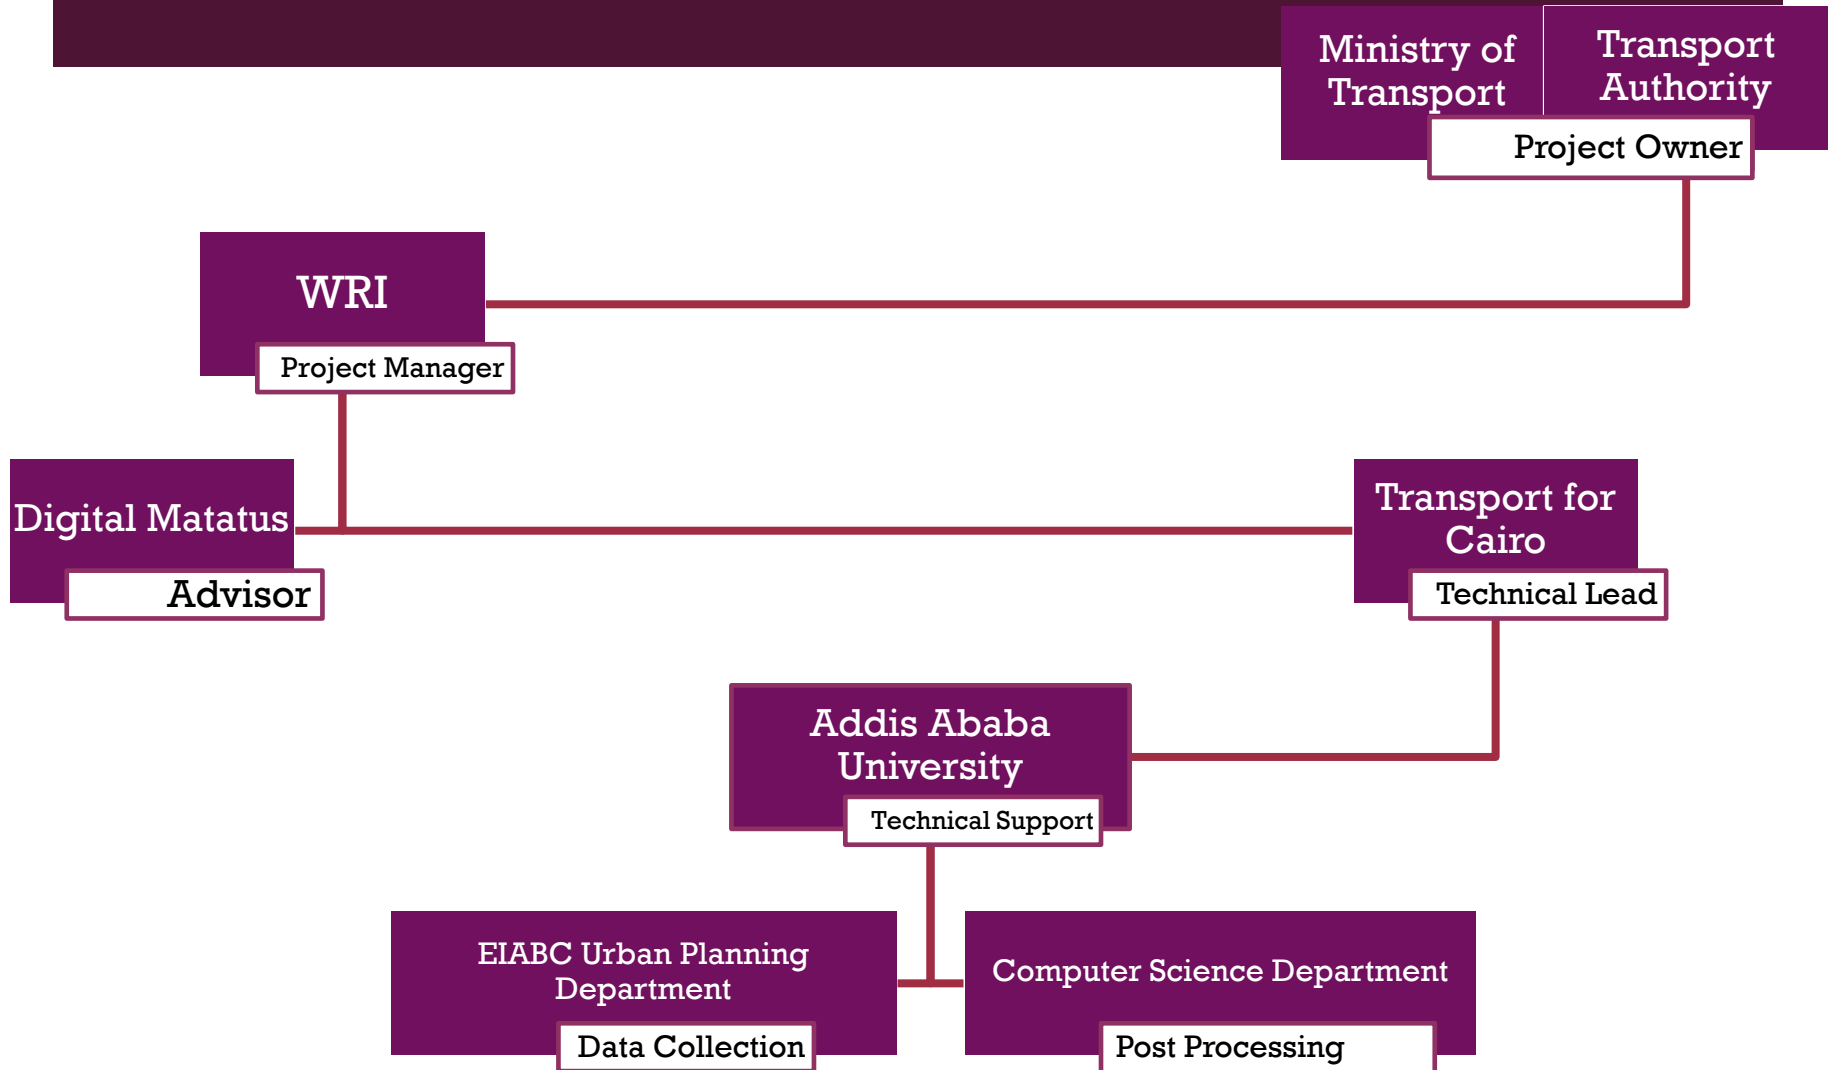 Ministry of
Transport
Transport
Authority
Project Owner
WRI
Project Manager
Digital Matatus
Advisor
Transport for
Cairo
Technical Lead
Addis Ababa
University
Technical Support
EIABC Urban Planning
Department
Data Collection
Computer Science Department
Post Processing